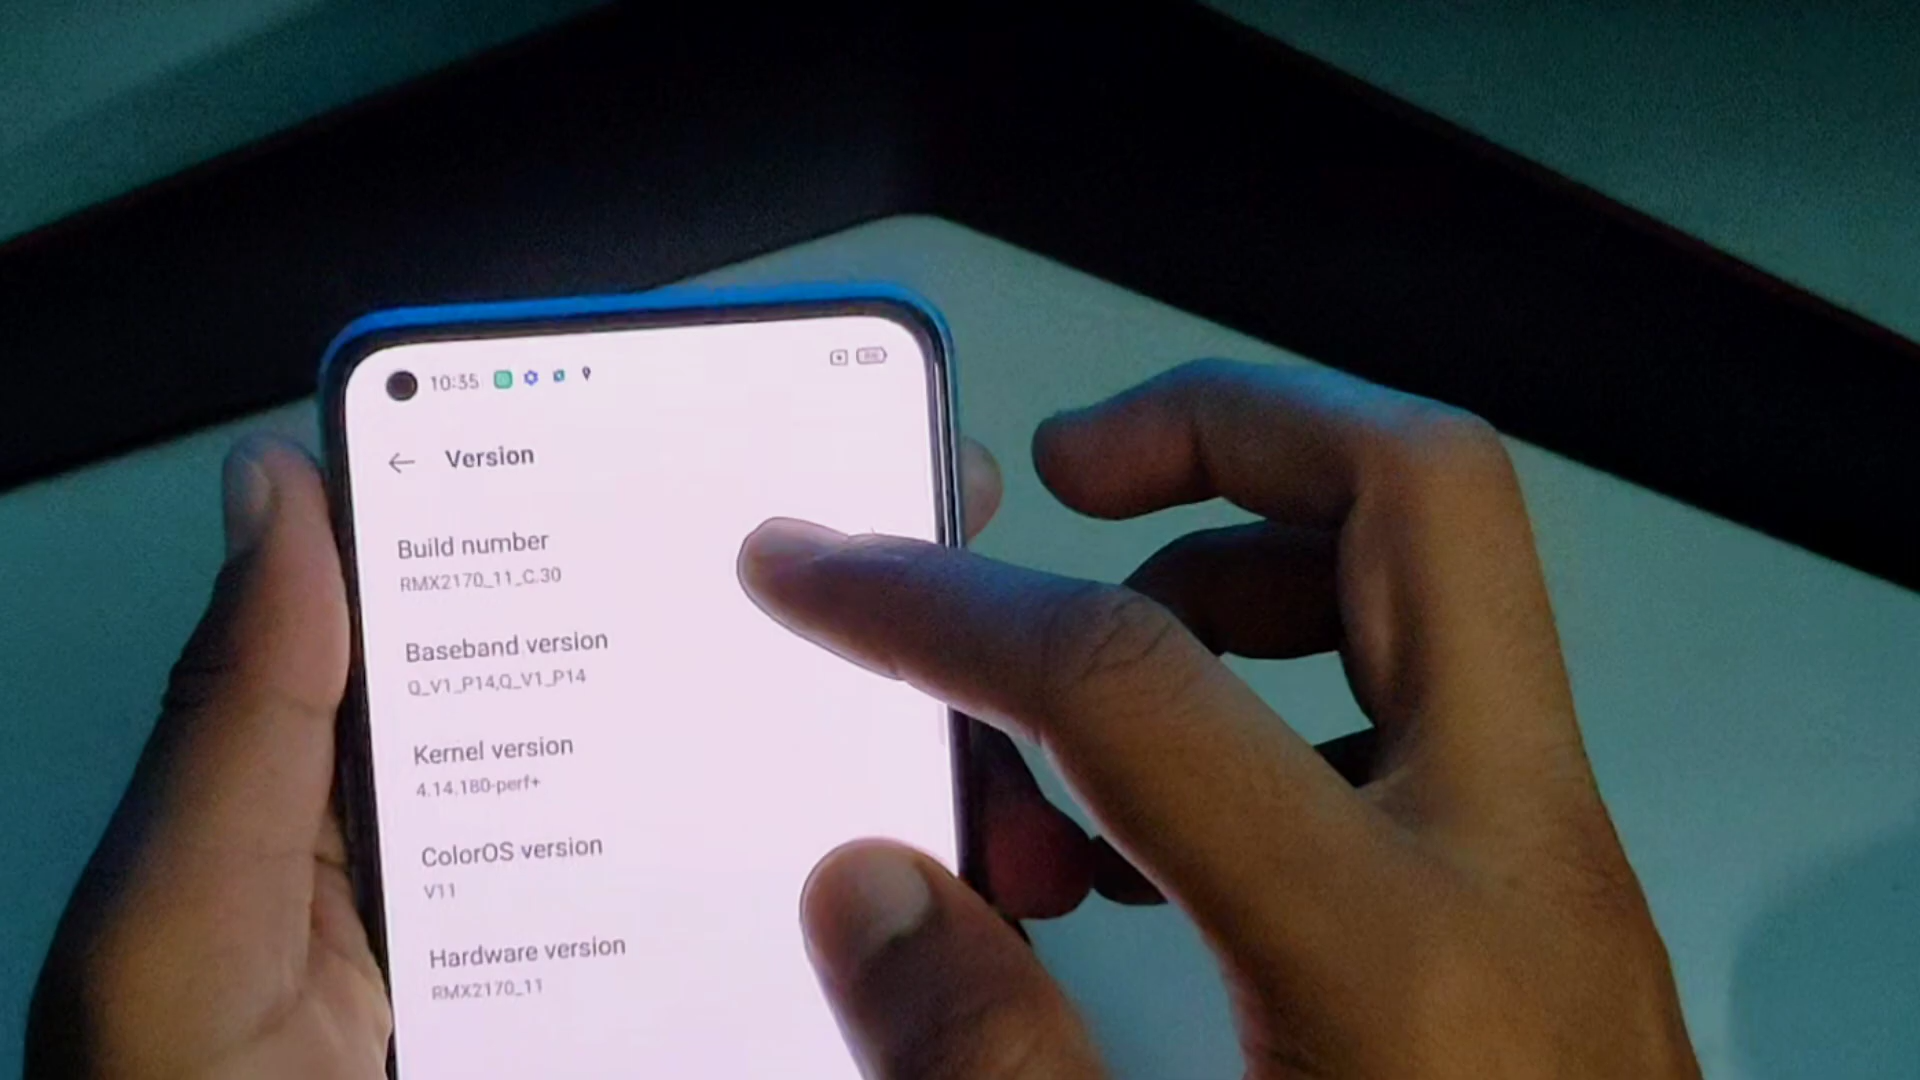 10:35
Version
Build number
RMX2170_11_C.30
Baseband version
Q_V1_P14,Q_V1_P14
Kernel version
4.14.180-perf+
ColorOS version
V11
Hardware version
RMX2170_11